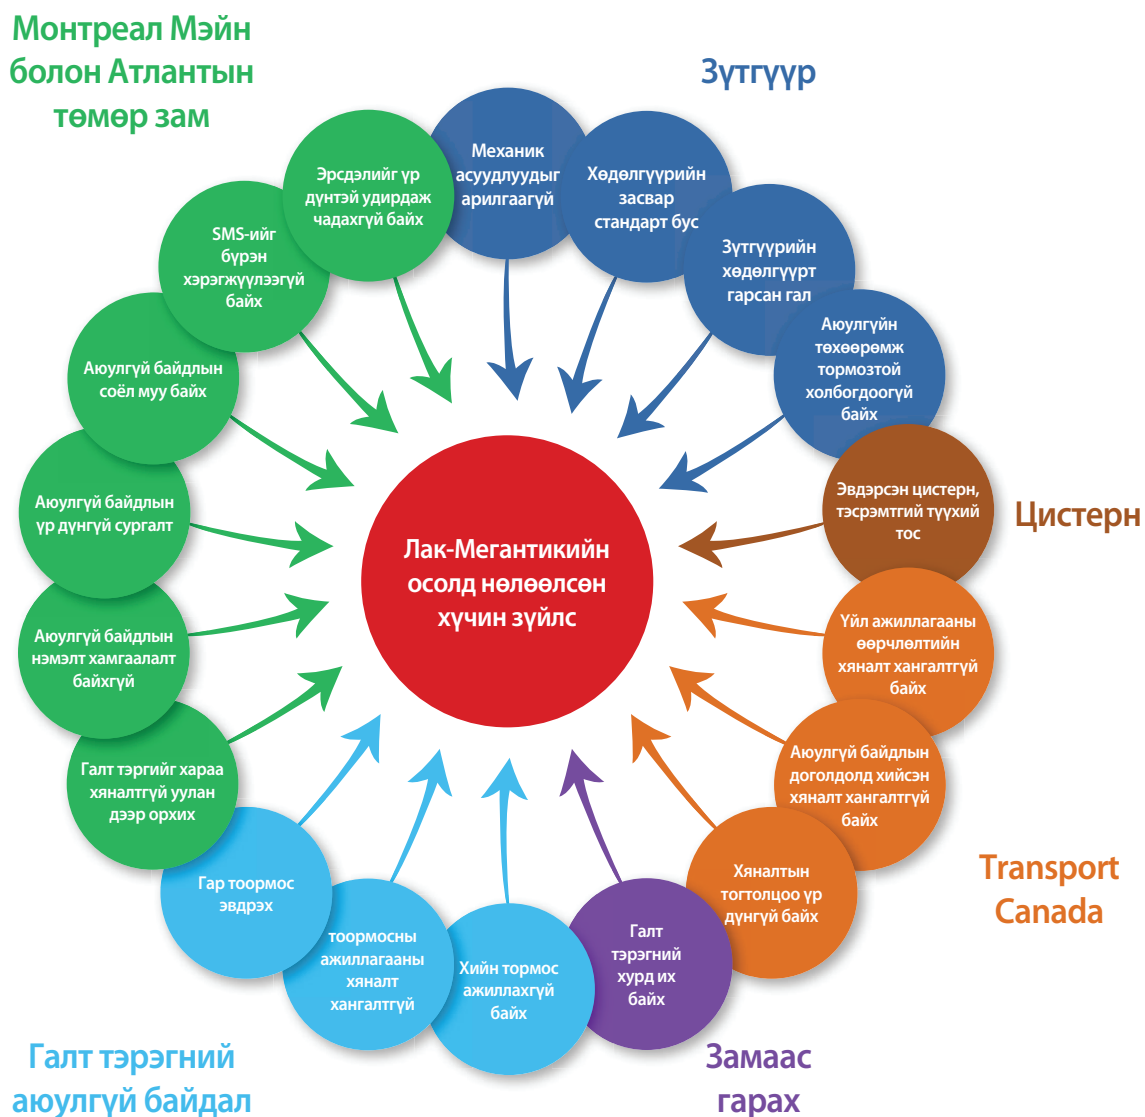 Монтреал Мэйн
болон Атлантын
төмөр зам
Зүтгүүр
Механик
асуудлуудыг
арилгаагүй
Хөдөлгүүрийн
засвар
стандарт бус
Зүтгүүрийн
хөдөлгүүрт
гарсан гал
Аюулгүйн
төхөөрөмж
тормозтой
холбогдоогүй
байх
Эвдэрсэн цистерн,
тэсрэмтгий түүхий
тос
Цистерн
Үйл ажиллагааны
өөрчлөлтийн
хяналт хангалтгүй
байх
Аюулгүй байдлын
доголдолд хийсэн
хяналт хангалтгүй
байх
Хяналтын
тогтолцоо үр
дүнгүй байх
Transport
Canada
Галт
тэрэгний
хурд их
байх
Замаас
гарах
Хийн тормос
ажиллахгүй
байх
тоормосны
ажиллагааны
хяналт
хангалтгүй
Гар тоормос
эвдрэх
Галт тэрэгний
аюулгүй байдал
Галт тэргийг хараа
хяналтгүй уулан
дээр орхих
Аюулгүй байдлын
нэмэлт хамгаалалт
байхгүй
Аюулгүй байдлын
үр дүнгүй сургалт
Аюулгүй байдлын
соёл муу байх
SMS-ийг
бүрэн
хэрэгжүүлээгүй
байх
Эрсдэлийг үр
дүнтэй удирдаж
чадахгүй байх
Лак-Мегантикийн
осолд нөлөөлсөн
хүчин зүйлс